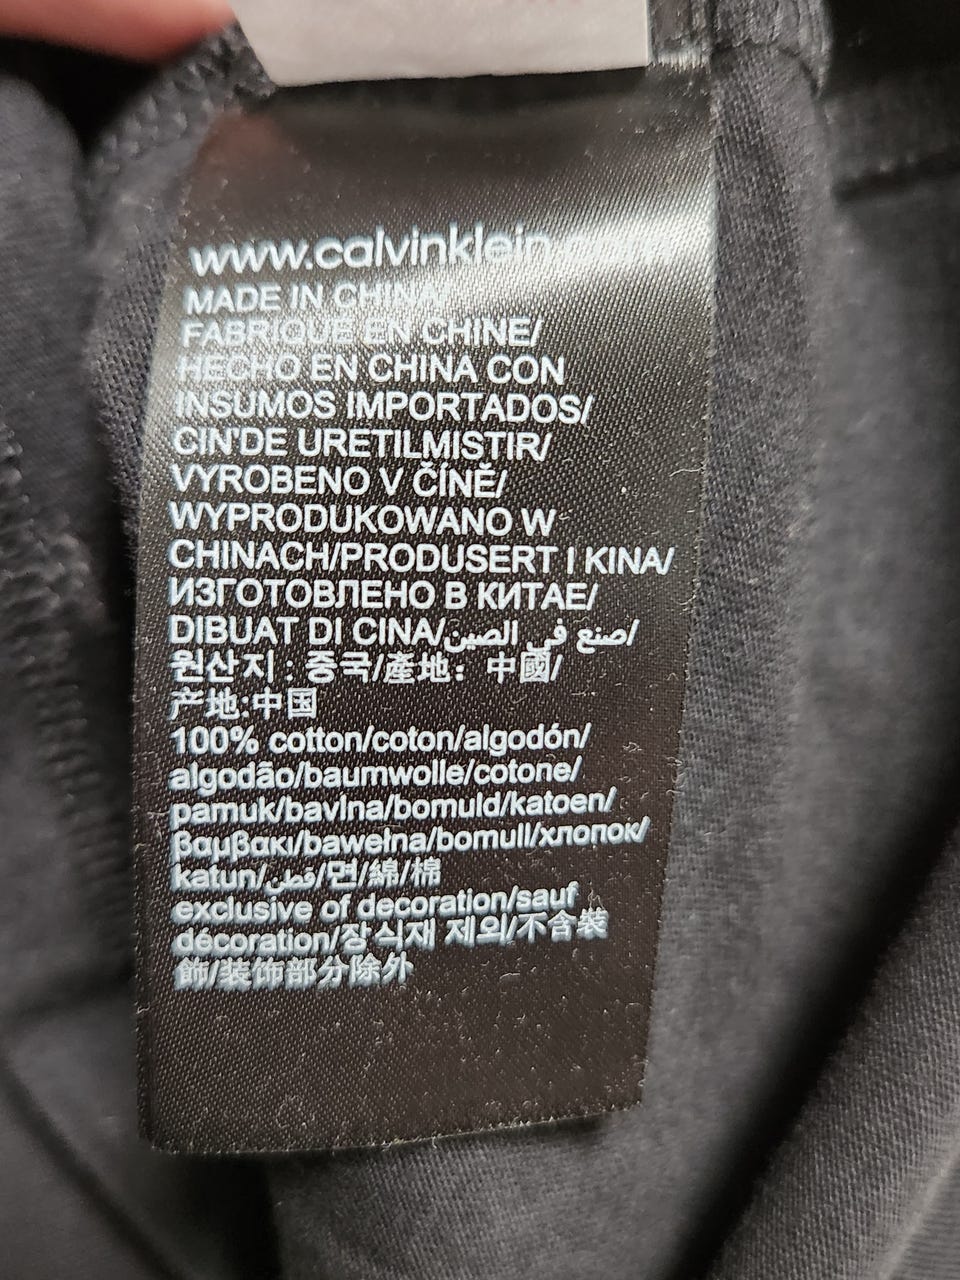 www.calvinklein.com
MADE IN CHINA/
FABRIQUE EN CHINE/
HECHO EN CHINA CON
INSUMOS IMPORTADOS/
CIN'DE URETILMISTIR/
VYROBENO V ČÍNĚ/
WYPRODUKOWANO W
CHINACH/PRODUSERT I KINA/
ИЗГОТОВЛЕНО В КИТАЕ/
DIBUAT DI CINA/صنع في الصين/
원산지 : 중국/產地： 中國/
产地:中国
100% cotton/coton/algodón/
algodão/baumwolle/cotone/
pamuk/bavlna/bomuld/katoen/
βαμβακι/bawełna/bomull/хлопок/
katun/قطن/면/綿/棉
exclusive of decoration/sauf
décoration/장식재 제외/不含裝
飾/装饰部分除外